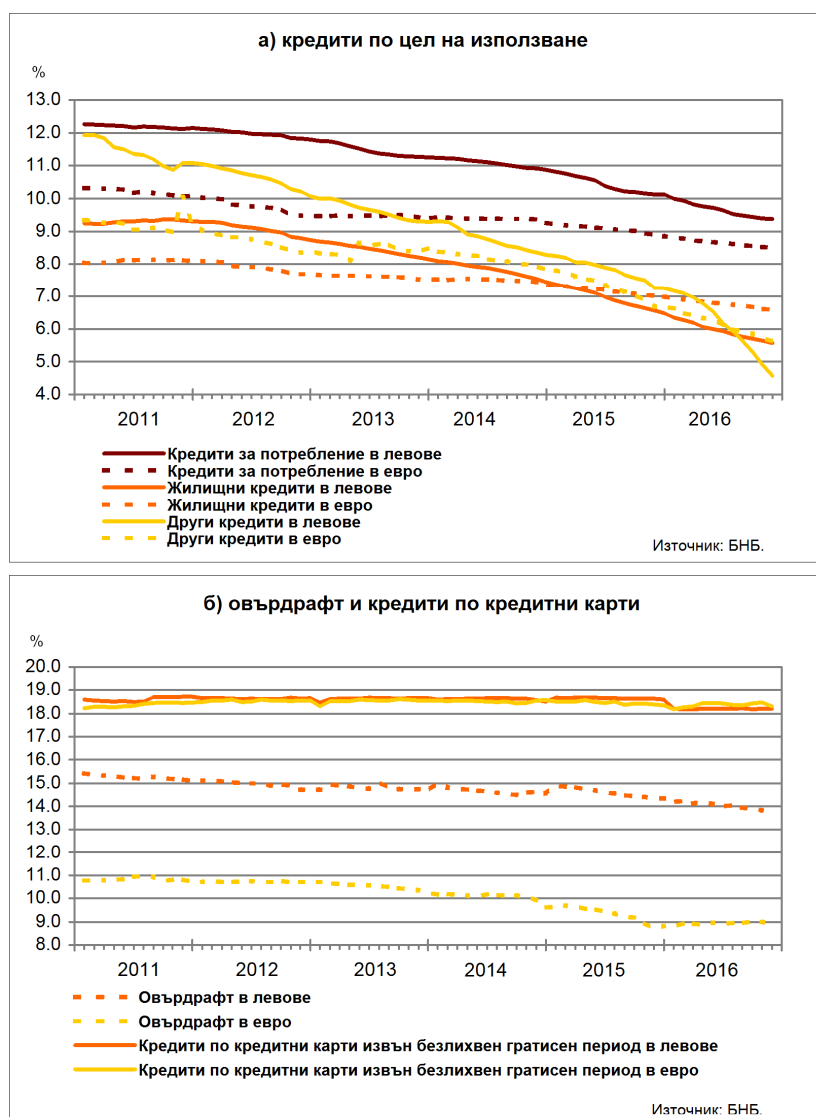 а) кредити по цел на използване
%
13.0
12.0
11.0
10.0
9.0
8.0
7.0
6.0
5.0
4.0
2011 2012 2013 2014 2015 2016
Кредити за потребление в левове
Кредити за потребление в евро
Жилищни кредити в левове
Жилищни кредити в евро
Други кредити в левове
Други кредити в евро
Източник: БНБ.
б) овърдрафт и кредити по кредитни карти
%
20.0
19.0
18.0
17.0
16.0
15.0
14.0
13.0
12.0
11.0
10.0
9.0
8.0
2011 2012 2013 2014 2015 2016
Овърдрафт в левове
Овърдрафт в евро
Кредити по кредитни карти извън безлихвен гратисен период в левове
Кредити по кредитни карти извън безлихвен гратисен период в евро
Източник: БНБ.